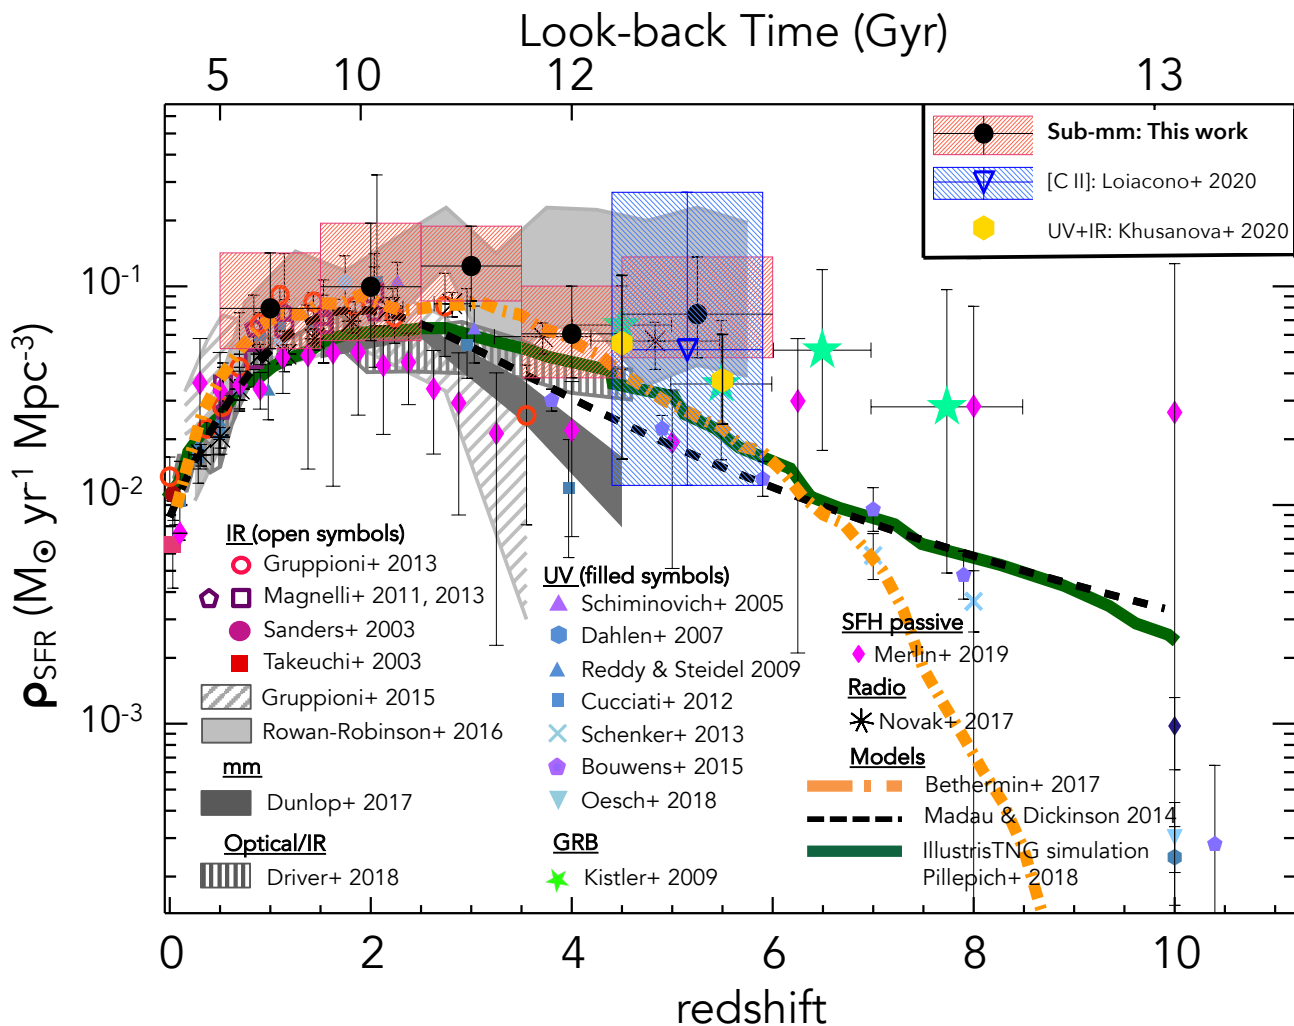 Look-back Time (Gyr)
5 10 12 13
Sub-mm: This work
[C II]: Loiacono+ 2020
UV+IR: Khusanova+ 2020
10⁻¹
10⁻²
10⁻³
ρSFR (M⊙ yr⁻¹ Mpc⁻³)
IR (open symbols)
Gruppioni+ 2013
Magnelli+ 2011, 2013
Sanders+ 2003
Takeuchi+ 2003
Gruppioni+ 2015
Rowan-Robinson+ 2016
mm
Dunlop+ 2017
Optical/IR
Driver+ 2018
UV (filled symbols)
Schiminovich+ 2005
Dahlen+ 2007
Reddy & Steidel 2009
Cucciati+ 2012
Schenker+ 2013
Bouwens+ 2015
Oesch+ 2018
GRB
Kistler+ 2009
SFH passive
Merlin+ 2019
Radio
Novak+ 2017
Models
Bethermin+ 2017
Madau & Dickinson 2014
IllustrisTNG simulation
Pillepich+ 2018
0 2 4 6 8 10
redshift